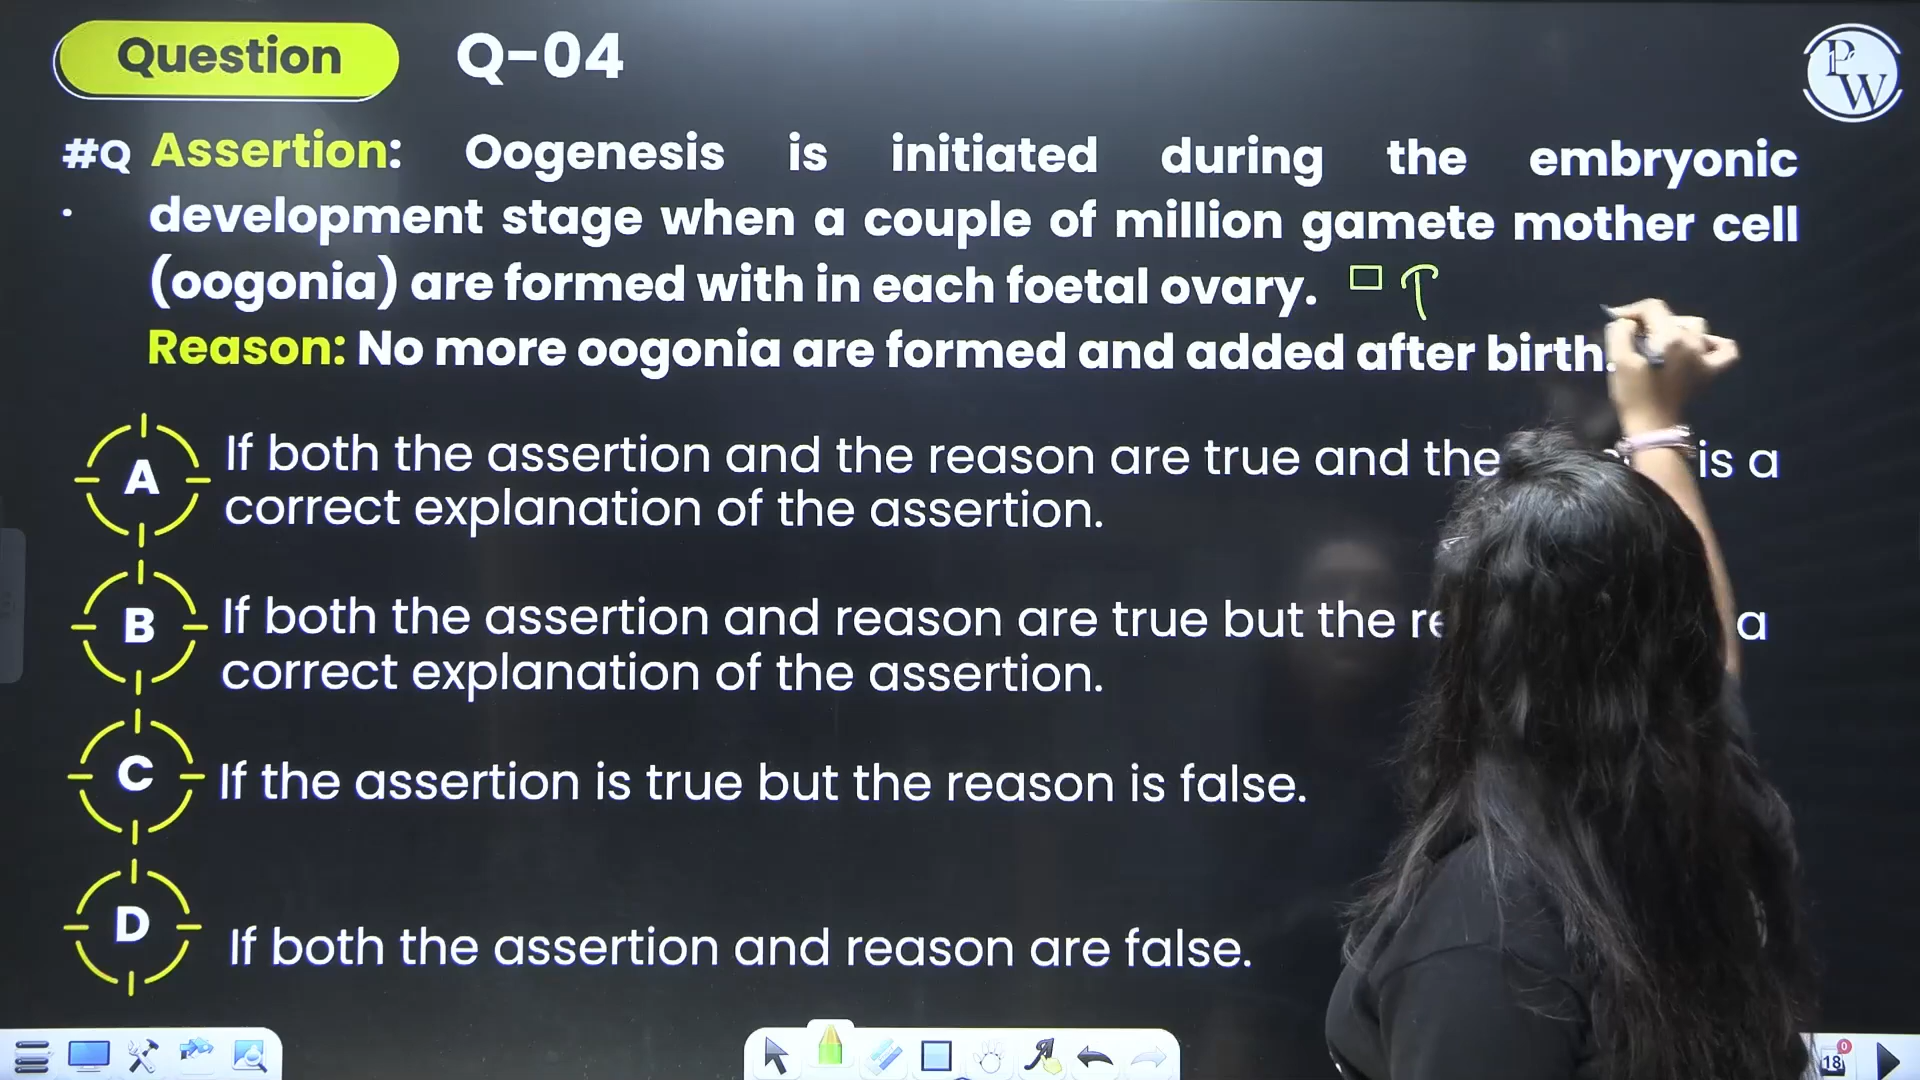 Question Q-04
PW
#Q. Assertion: Oogenesis is initiated during the embryonic
development stage when a couple of million gamete mother cell
(oogonia) are formed with in each foetal ovary. T
Reason: No more oogonia are formed and added after birth.
A If both the assertion and the reason are true and the is a
correct explanation of the assertion.
B If both the assertion and reason are true but the a
correct explanation of the assertion.
C If the assertion is true but the reason is false.
D If both the assertion and reason are false.
18 0